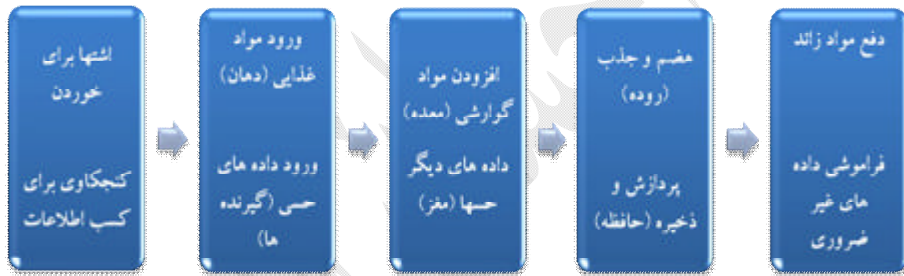 اشتها برای
خوردن
کنجکاوی برای
کسب اطلاعات
ورود مواد
غذایی (دهان)
ورود داده های
حسی (گیرنده
ها)
افزودن مواد
گوارشی (معده)
داده های دیگر
حسها (مغز)
هضم و جذب
(روده)
پردازش و
ذخیره (حافظه)
دفع مواد زائد
فراموشی داده
های غیر
ضروری